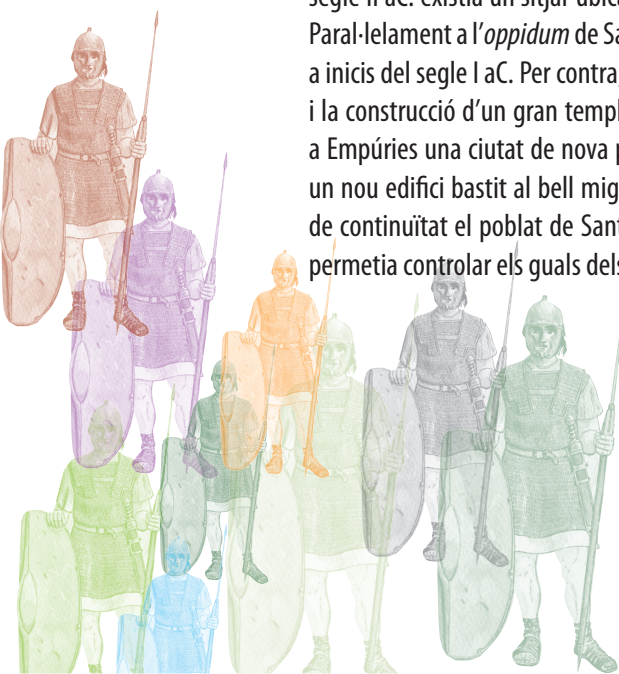 segle II aC. existia un sitjar ubica
Paral·lelament a l’oppidum de Sa
a inicis del segle I aC. Per contra,
i la construcció d’un gran templ
a Empúries una ciutat de nova p
un nou edifici bastit al bell mig
de continuïtat el poblat de Sant
permetia controlar els guals dels